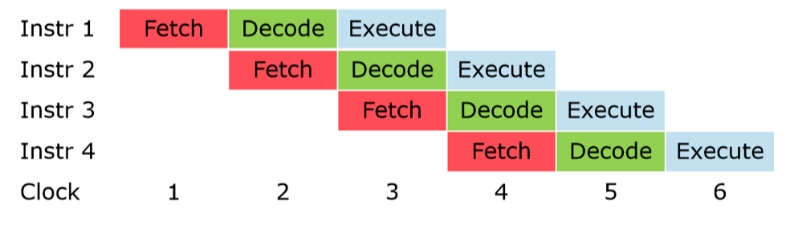 Instr 1 Fetch Decode Execute
Instr 2 Fetch Decode Execute
Instr 3 Fetch Decode Execute
Instr 4 Fetch Decode Execute
Clock 1 2 3 4 5 6